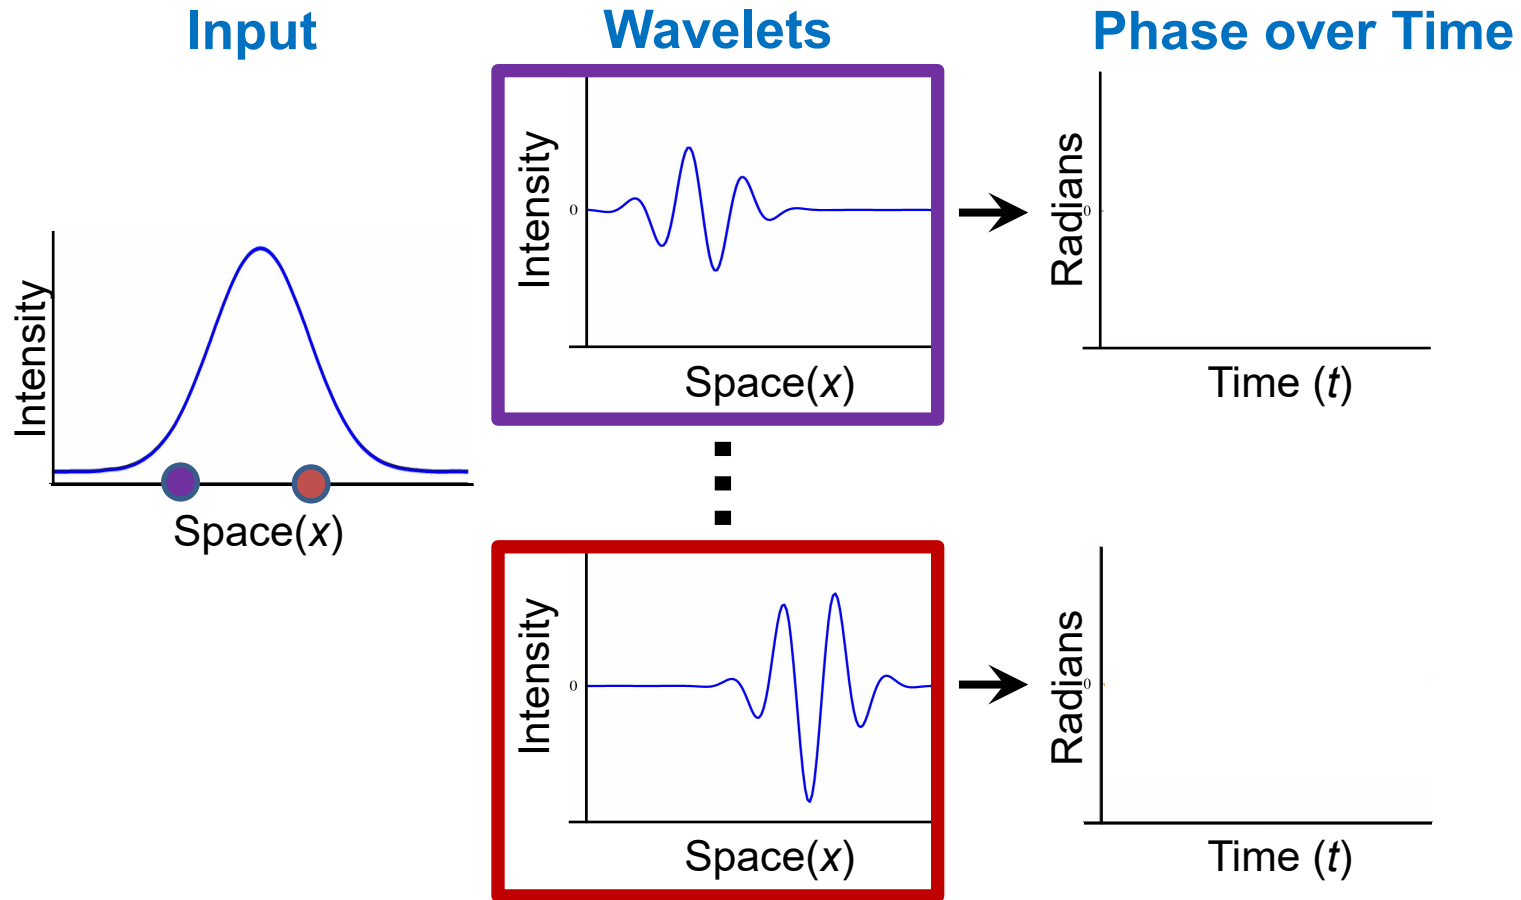 Input
Wavelets
Phase over Time
Intensity
Space(x)
Intensity
0
Space(x)
Radians
0
Time (t)
Intensity
0
Space(x)
Radians
0
Time (t)